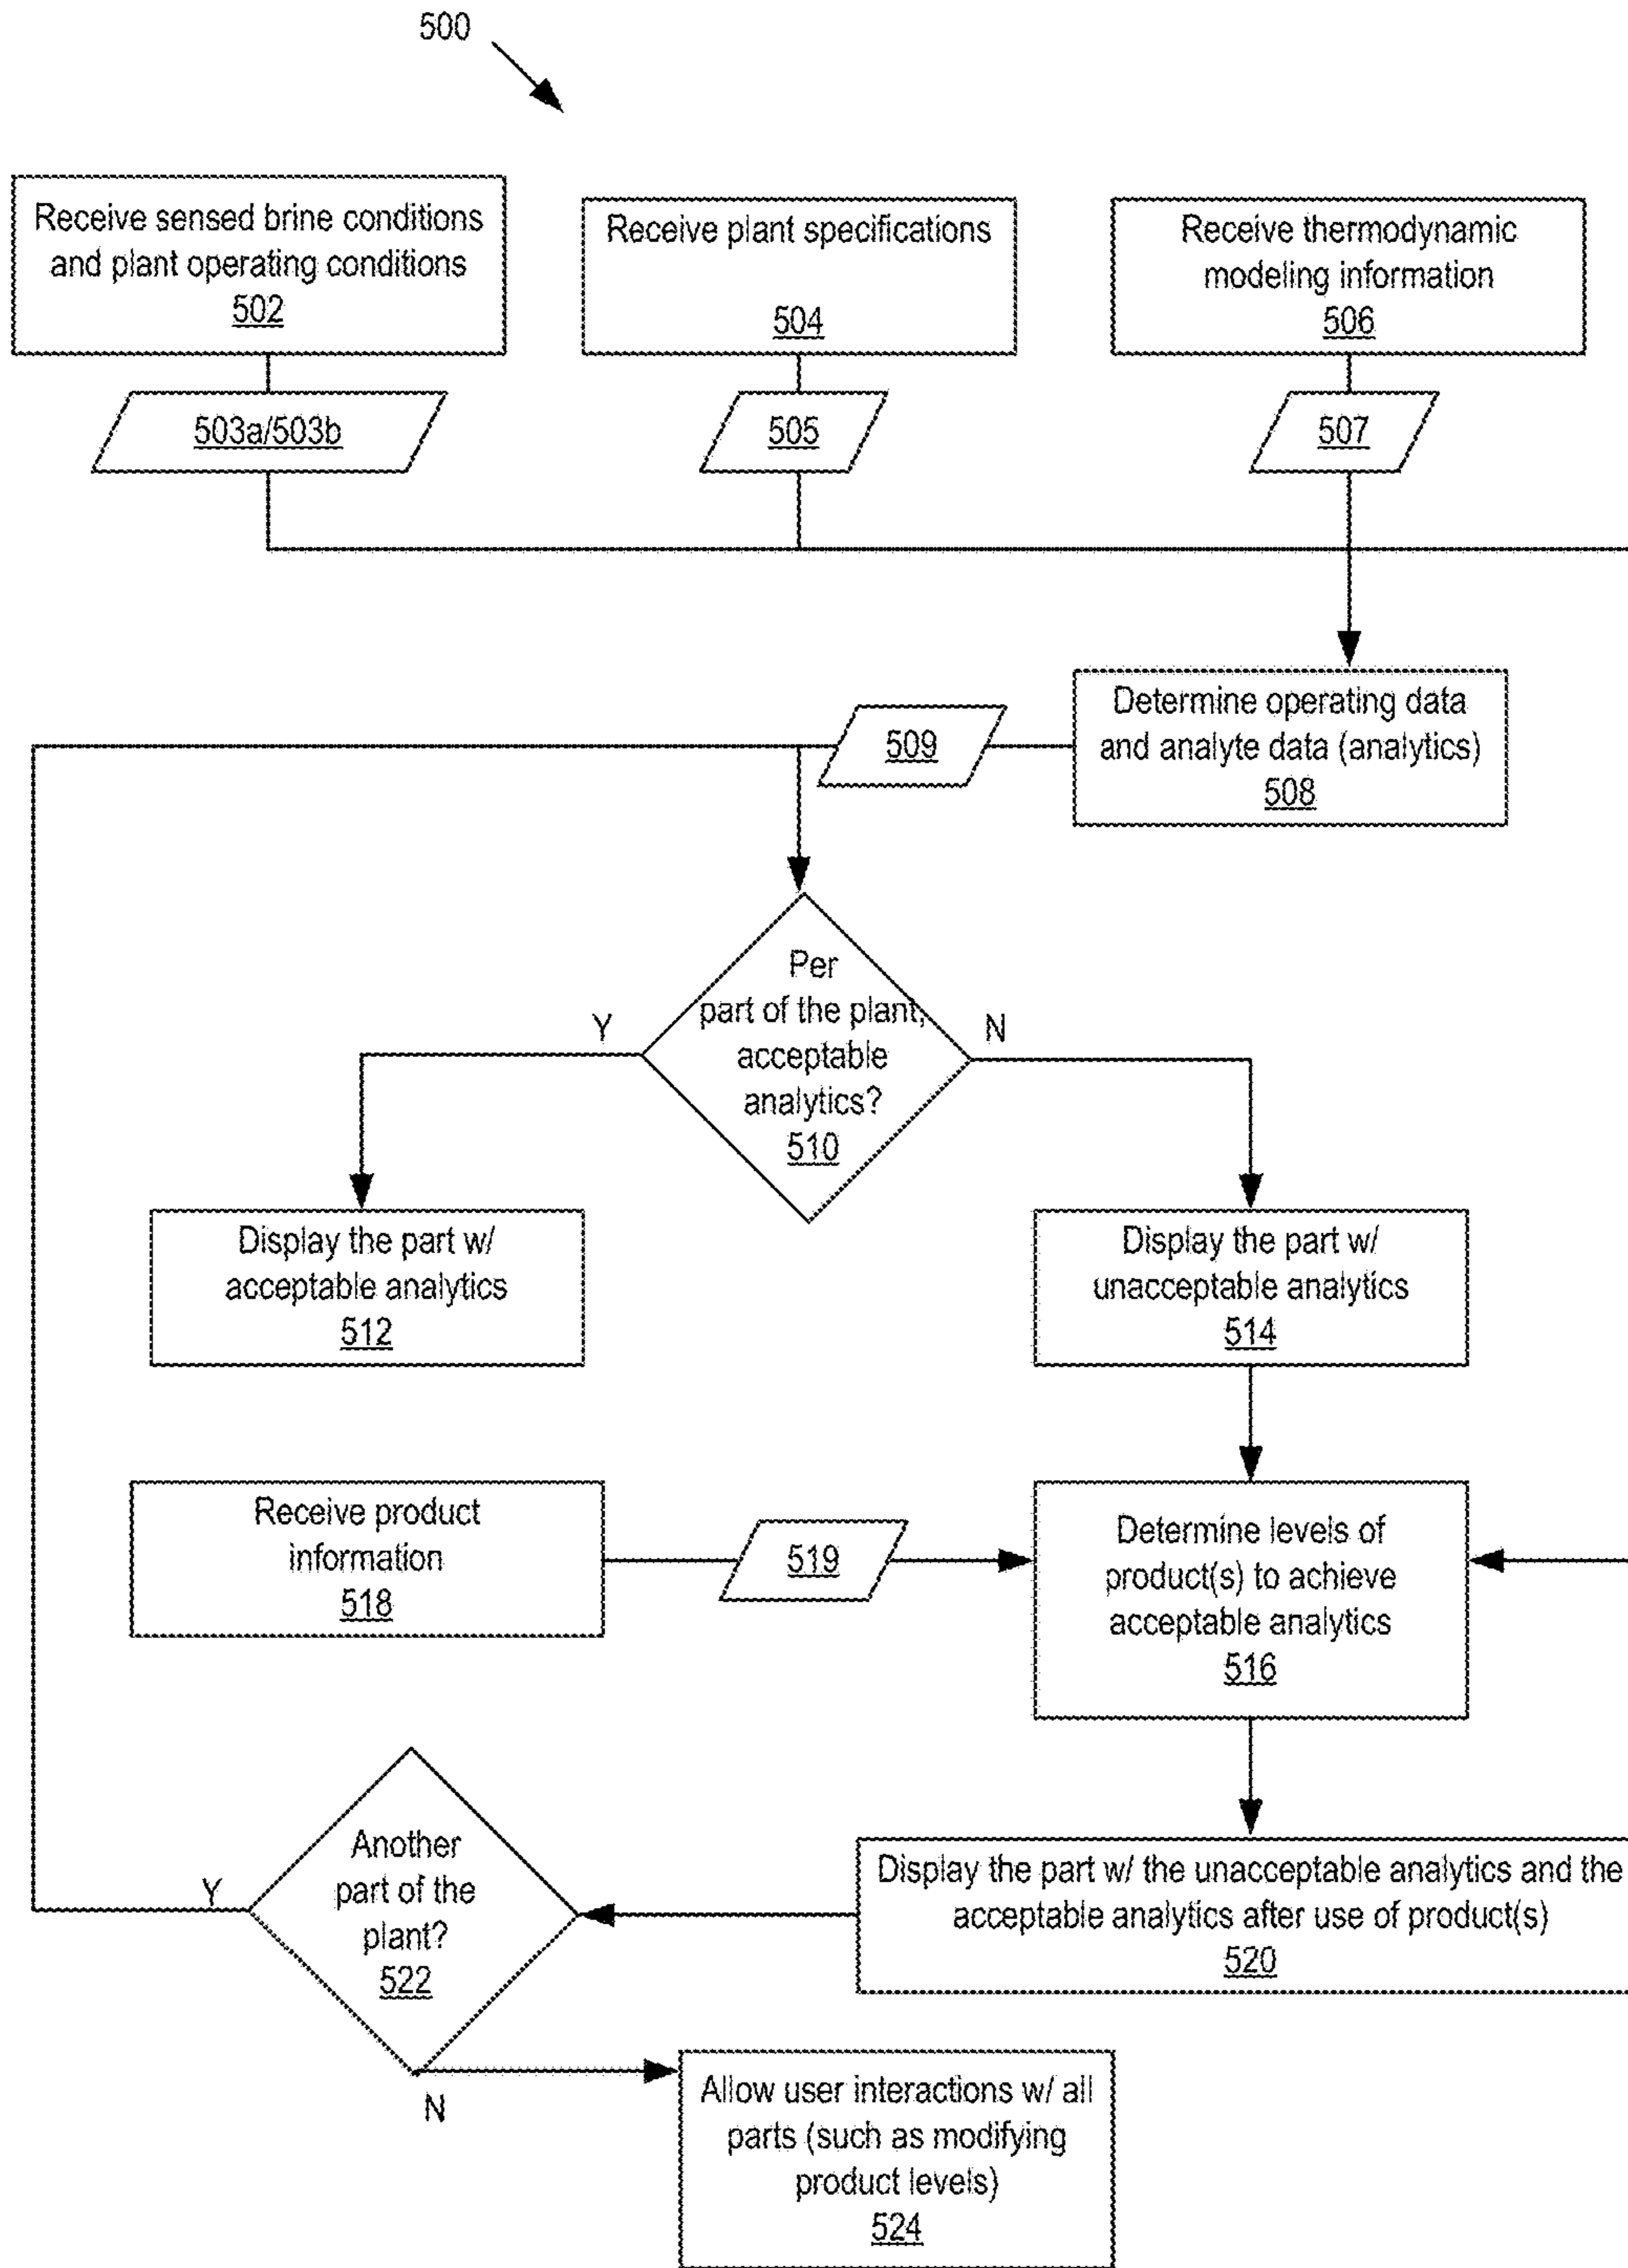 500
Receive sensed brine conditions
and plant operating conditions
502
Receive plant specifications
504
Receive thermodynamic
modeling information
506
503a/503b
505
507
Determine operating data
and analyte data (analytics)
508
509
Per
part of the plant,
acceptable
analytics?
510
Y
N
Display the part w/
acceptable analytics
512
Display the part w/
unacceptable analytics
514
Receive product
information
518
519
Determine levels of
product(s) to achieve
acceptable analytics
516
Another
part of the
plant?
522
Y
N
Display the part w/ the unacceptable analytics and the
acceptable analytics after use of product(s)
520
Allow user interactions w/ all
parts (such as modifying
product levels)
524